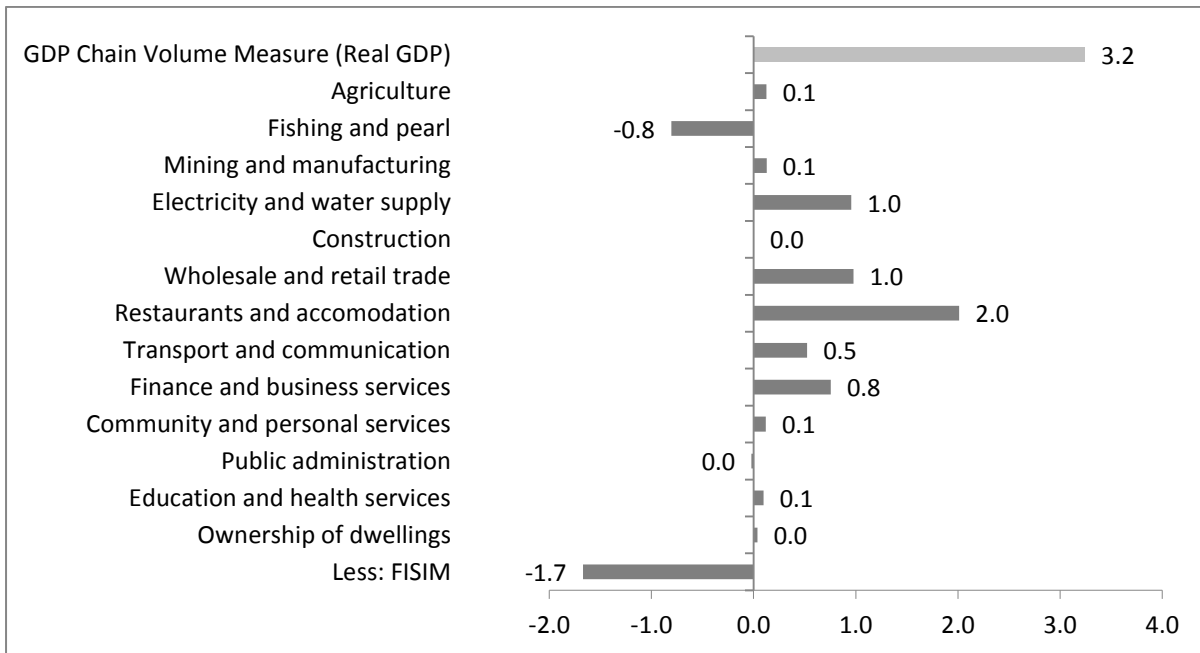 GDP Chain Volume Measure (Real GDP) 3.2
Agriculture 0.1
Fishing and pearl -0.8
Mining and manufacturing 0.1
Electricity and water supply 1.0
Construction 0.0
Wholesale and retail trade 1.0
Restaurants and accomodation 2.0
Transport and communication 0.5
Finance and business services 0.8
Community and personal services 0.1
Public administration 0.0
Education and health services 0.1
Ownership of dwellings 0.0
Less: FISIM -1.7
-2.0 -1.0 0.0 1.0 2.0 3.0 4.0